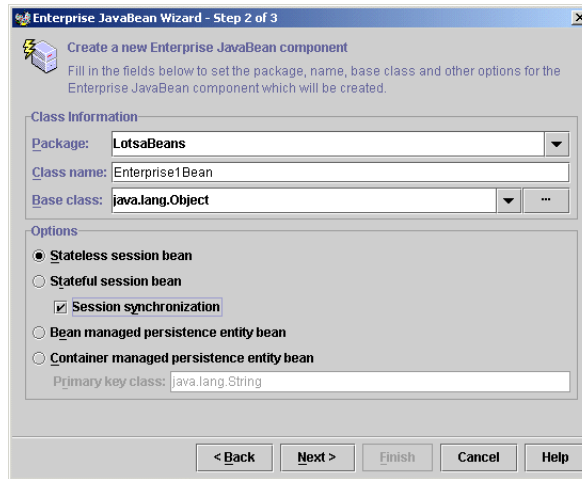 Enterprise JavaBean Wizard - Step 2 of 3
Create a new Enterprise JavaBean component
Fill in the fields below to set the package, name, base class and other options for the
Enterprise JavaBean component which will be created.
Class Information
Package: LotsaBeans
Class name: Enterprise1Bean
Base class: java.lang.Object ...
Options
Stateless session bean
Stateful session bean
Session synchronization
Bean managed persistence entity bean
Container managed persistence entity bean
Primary key class: java.lang.String
< Back Next > Finish Cancel Help